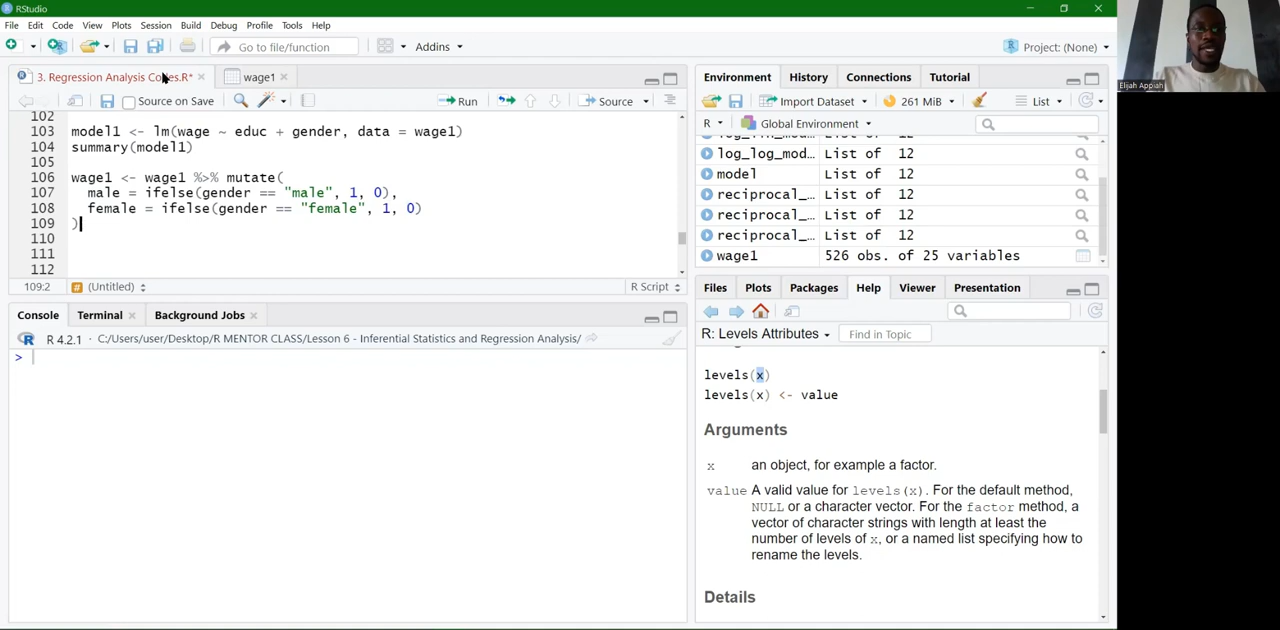 RStudio
File Edit Code View Plots Session Build Debug Profile Tools Help
Go to file/function Addins Project: (None)
3. Regression Analysis Codes.R* wage1
Source on Save Run Source
102
103 model1 <- lm(wage ~ educ + gender, data = wage1)
104 summary(model1)
105
106 wage1 <- wage1 %>% mutate(
107 male = ifelse(gender == "male", 1, 0),
108 female = ifelse(gender == "female", 1, 0)
109 )
110
111
112
109:2 (Untitled) R Script
Console Terminal Background Jobs
R 4.2.1 · C:/Users/user/Desktop/R MENTOR CLASS/Lesson 6 - Inferential Statistics and Regression Analysis/
>
Environment History Connections Tutorial
Import Dataset 261 MiB List
R Global Environment
log_log_mod... List of 12
model List of 12
reciprocal_... List of 12
reciprocal_... List of 12
reciprocal_... List of 12
wage1 526 obs. of 25 variables
Files Plots Packages Help Viewer Presentation
R: Levels Attributes Find in Topic
levels(x)
levels(x) <- value
Arguments
x an object, for example a factor.
value A valid value for levels(x). For the default method,
NULL or a character vector. For the factor method, a
vector of character strings with length at least the
number of levels of x, or a named list specifying how to
rename the levels.
Details
Elijah Appiah